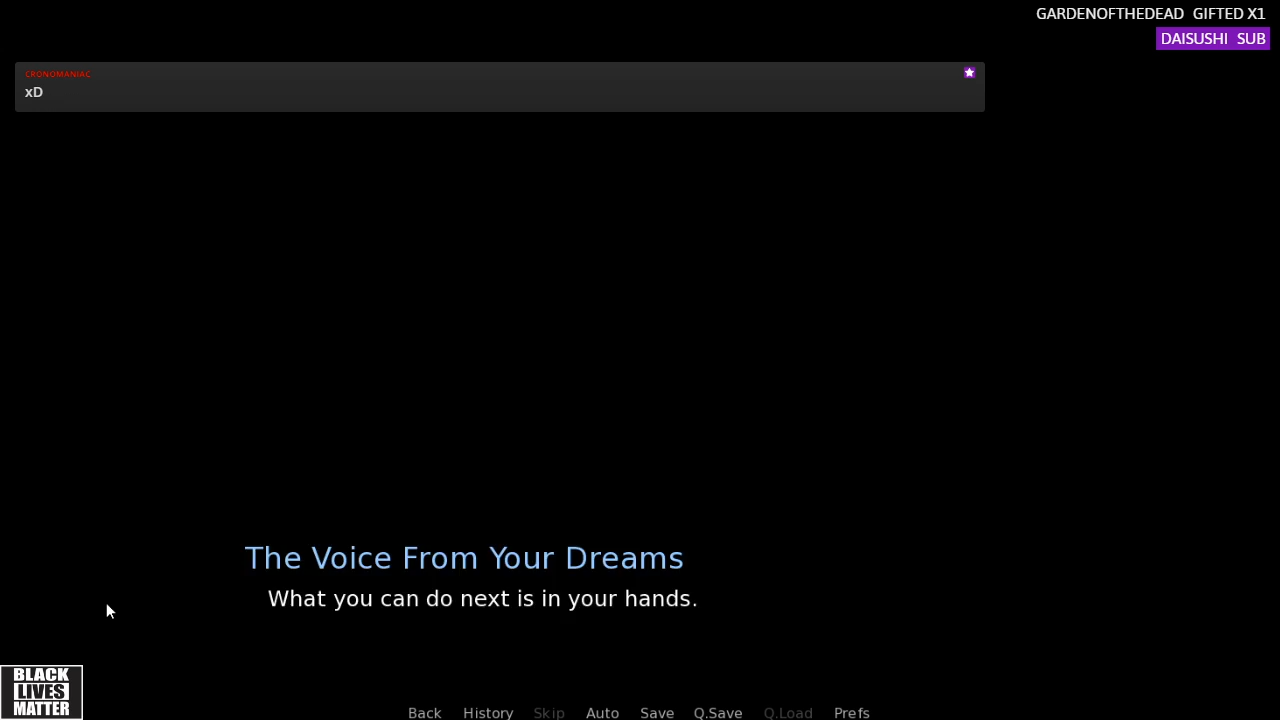 GARDENOFTHEDEAD GIFTED X1
DAISUSHI SUB
CRONOMANIAC
xD
The Voice From Your Dreams
What you can do next is in your hands.
BLACK
LIVES
MATTER
Back History Skip Auto Save Q.Save Q.Load Prefs